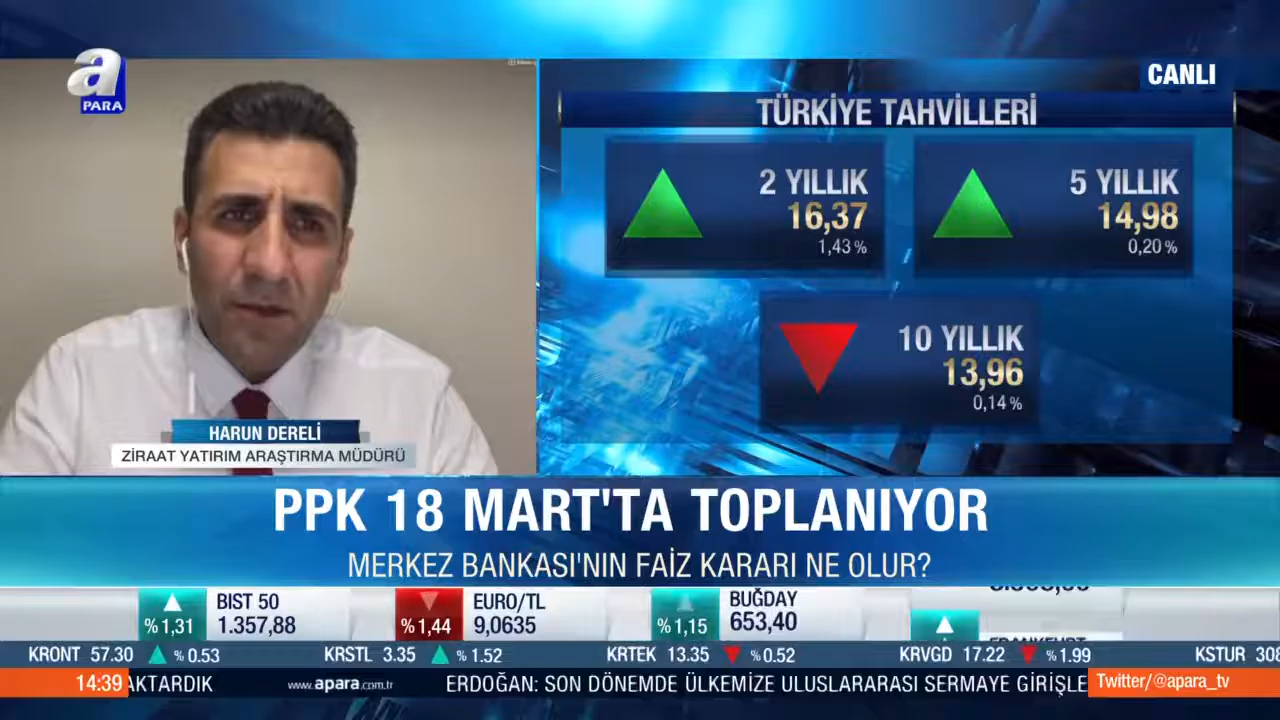 a
PARA
CANLI
TÜRKİYE TAHVİLLERİ
2 YILLIK
16,37
1,43 %
5 YILLIK
14,98
0,20 %
10 YILLIK
13,96
0,14 %
HARUN DERELİ
ZİRAAT YATIRIM ARAŞTIRMA MÜDÜRÜ
PPK 18 MART'TA TOPLANIYOR
MERKEZ BANKASI'NIN FAİZ KARARI NE OLUR?
% 1,31 BIST 50 1.357,88
% 1,44 EURO/TL 9,0635
% 1,15 BUĞDAY 653,40
KRONT 57.30 % 0.53 KRSTL 3.35 % 1.52 KRTEK 13.35 % 0.52 KRVGD 17.22 % 1.99 KSTUR 308
14:39 AKTARDIK www.apara.com.tr ERDOĞAN: SON DÖNEMDE ÜLKEMİZE ULUSLARARASI SERMAYE GİRİŞLE Twitter/@apara_tv